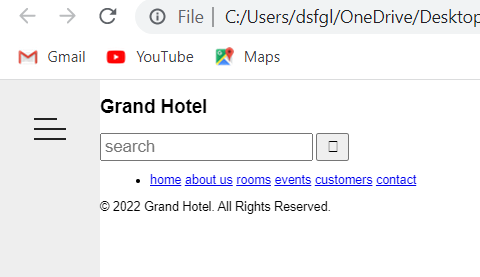 File | C:/Users/dsfgl/OneDrive/Desktop
Gmail YouTube Maps
Grand Hotel
search
home about us rooms events customers contact
© 2022 Grand Hotel. All Rights Reserved.